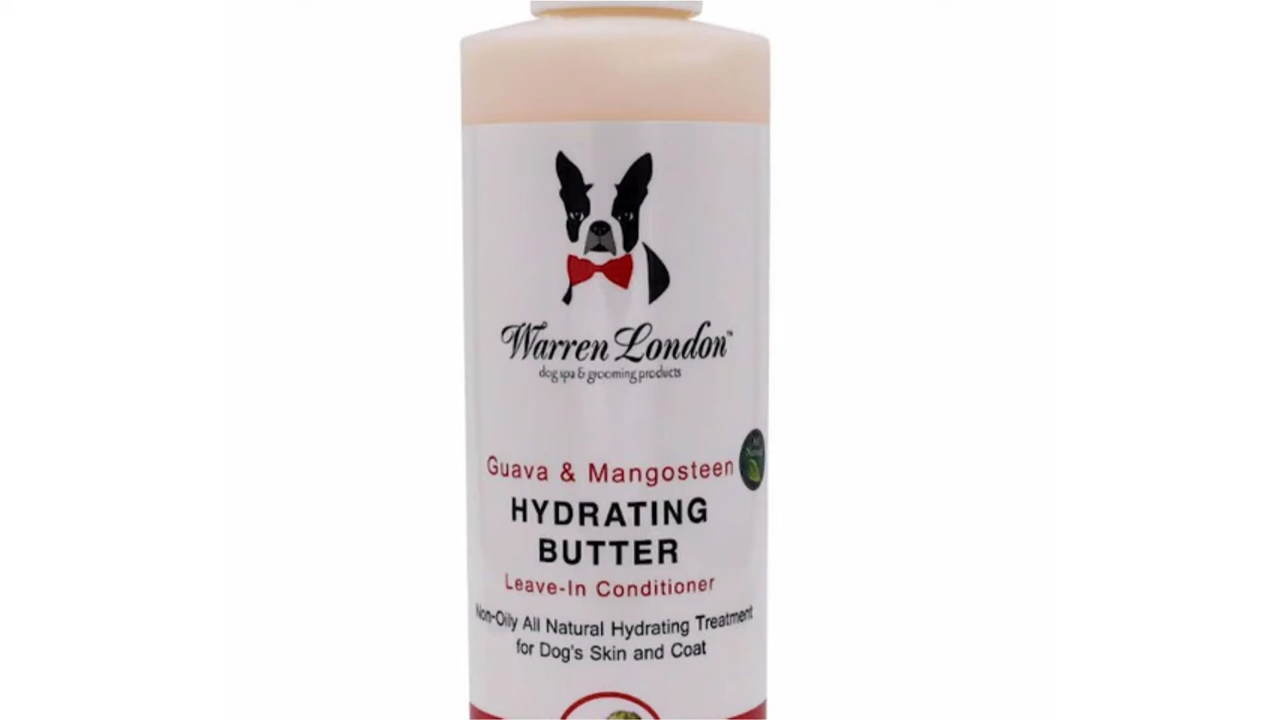 Warren London™
dog spa & grooming products
Guava & Mangosteen
HYDRATING
BUTTER
Leave-In Conditioner
Non-Oily All Natural Hydrating Treatment
for Dog's Skin and Coat